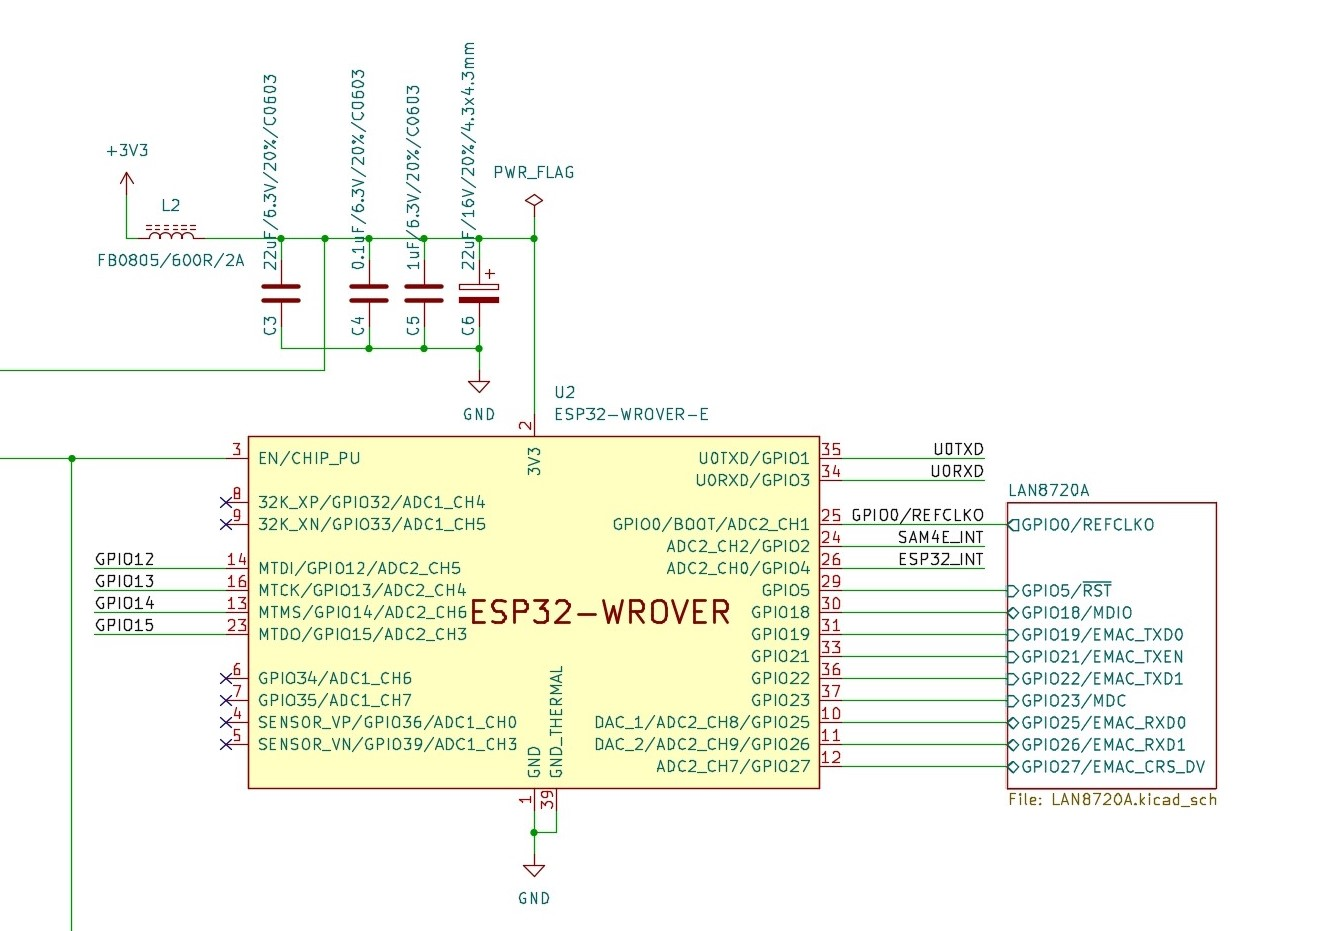 +3V3
L2
FB0805/600R/2A
22uF/6.3V/20%/C0603
0.1uF/6.3V/20%/C0603
1uF/6.3V/20%/C0603
22uF/16V/20%/4.3x4.3mm
PWR_FLAG
+
C3
C4
C5
C6
GND
U2
ESP32-WROVER-E
2
3V3
3
EN/CHIP_PU
8
32K_XP/GPIO32/ADC1_CH4
9
32K_XN/GPIO33/ADC1_CH5
GPIO12
14
MTDI/GPIO12/ADC2_CH5
GPIO13
16
MTCK/GPIO13/ADC2_CH4
GPIO14
13
MTMS/GPIO14/ADC2_CH6
GPIO15
23
MTDO/GPIO15/ADC2_CH3
6
GPIO34/ADC1_CH6
7
GPIO35/ADC1_CH7
4
SENSOR_VP/GPIO36/ADC1_CH0
5
SENSOR_VN/GPIO39/ADC1_CH3
ESP32-WROVER
U0TXD/GPIO1
35
U0TXD
U0RXD/GPIO3
34
U0RXD
GPIO0/BOOT/ADC2_CH1
25
GPIO0/REFCLKO
ADC2_CH2/GPIO2
24
SAM4E_INT
ADC2_CH0/GPIO4
26
ESP32_INT
GPIO5
29
GPIO18
30
GPIO19
31
GPIO21
33
GPIO22
36
GPIO23
37
DAC_1/ADC2_CH8/GPIO25
10
DAC_2/ADC2_CH9/GPIO26
11
ADC2_CH7/GPIO27
12
GND
GND_THERMAL
1
39
GND
LAN8720A
GPIO0/REFCLKO
GPIO5/RST
GPIO18/MDIO
GPIO19/EMAC_TXD0
GPIO21/EMAC_TXEN
GPIO22/EMAC_TXD1
GPIO23/MDC
GPIO25/EMAC_RXD0
GPIO26/EMAC_RXD1
GPIO27/EMAC_CRS_DV
File: LAN8720A.kicad_sch